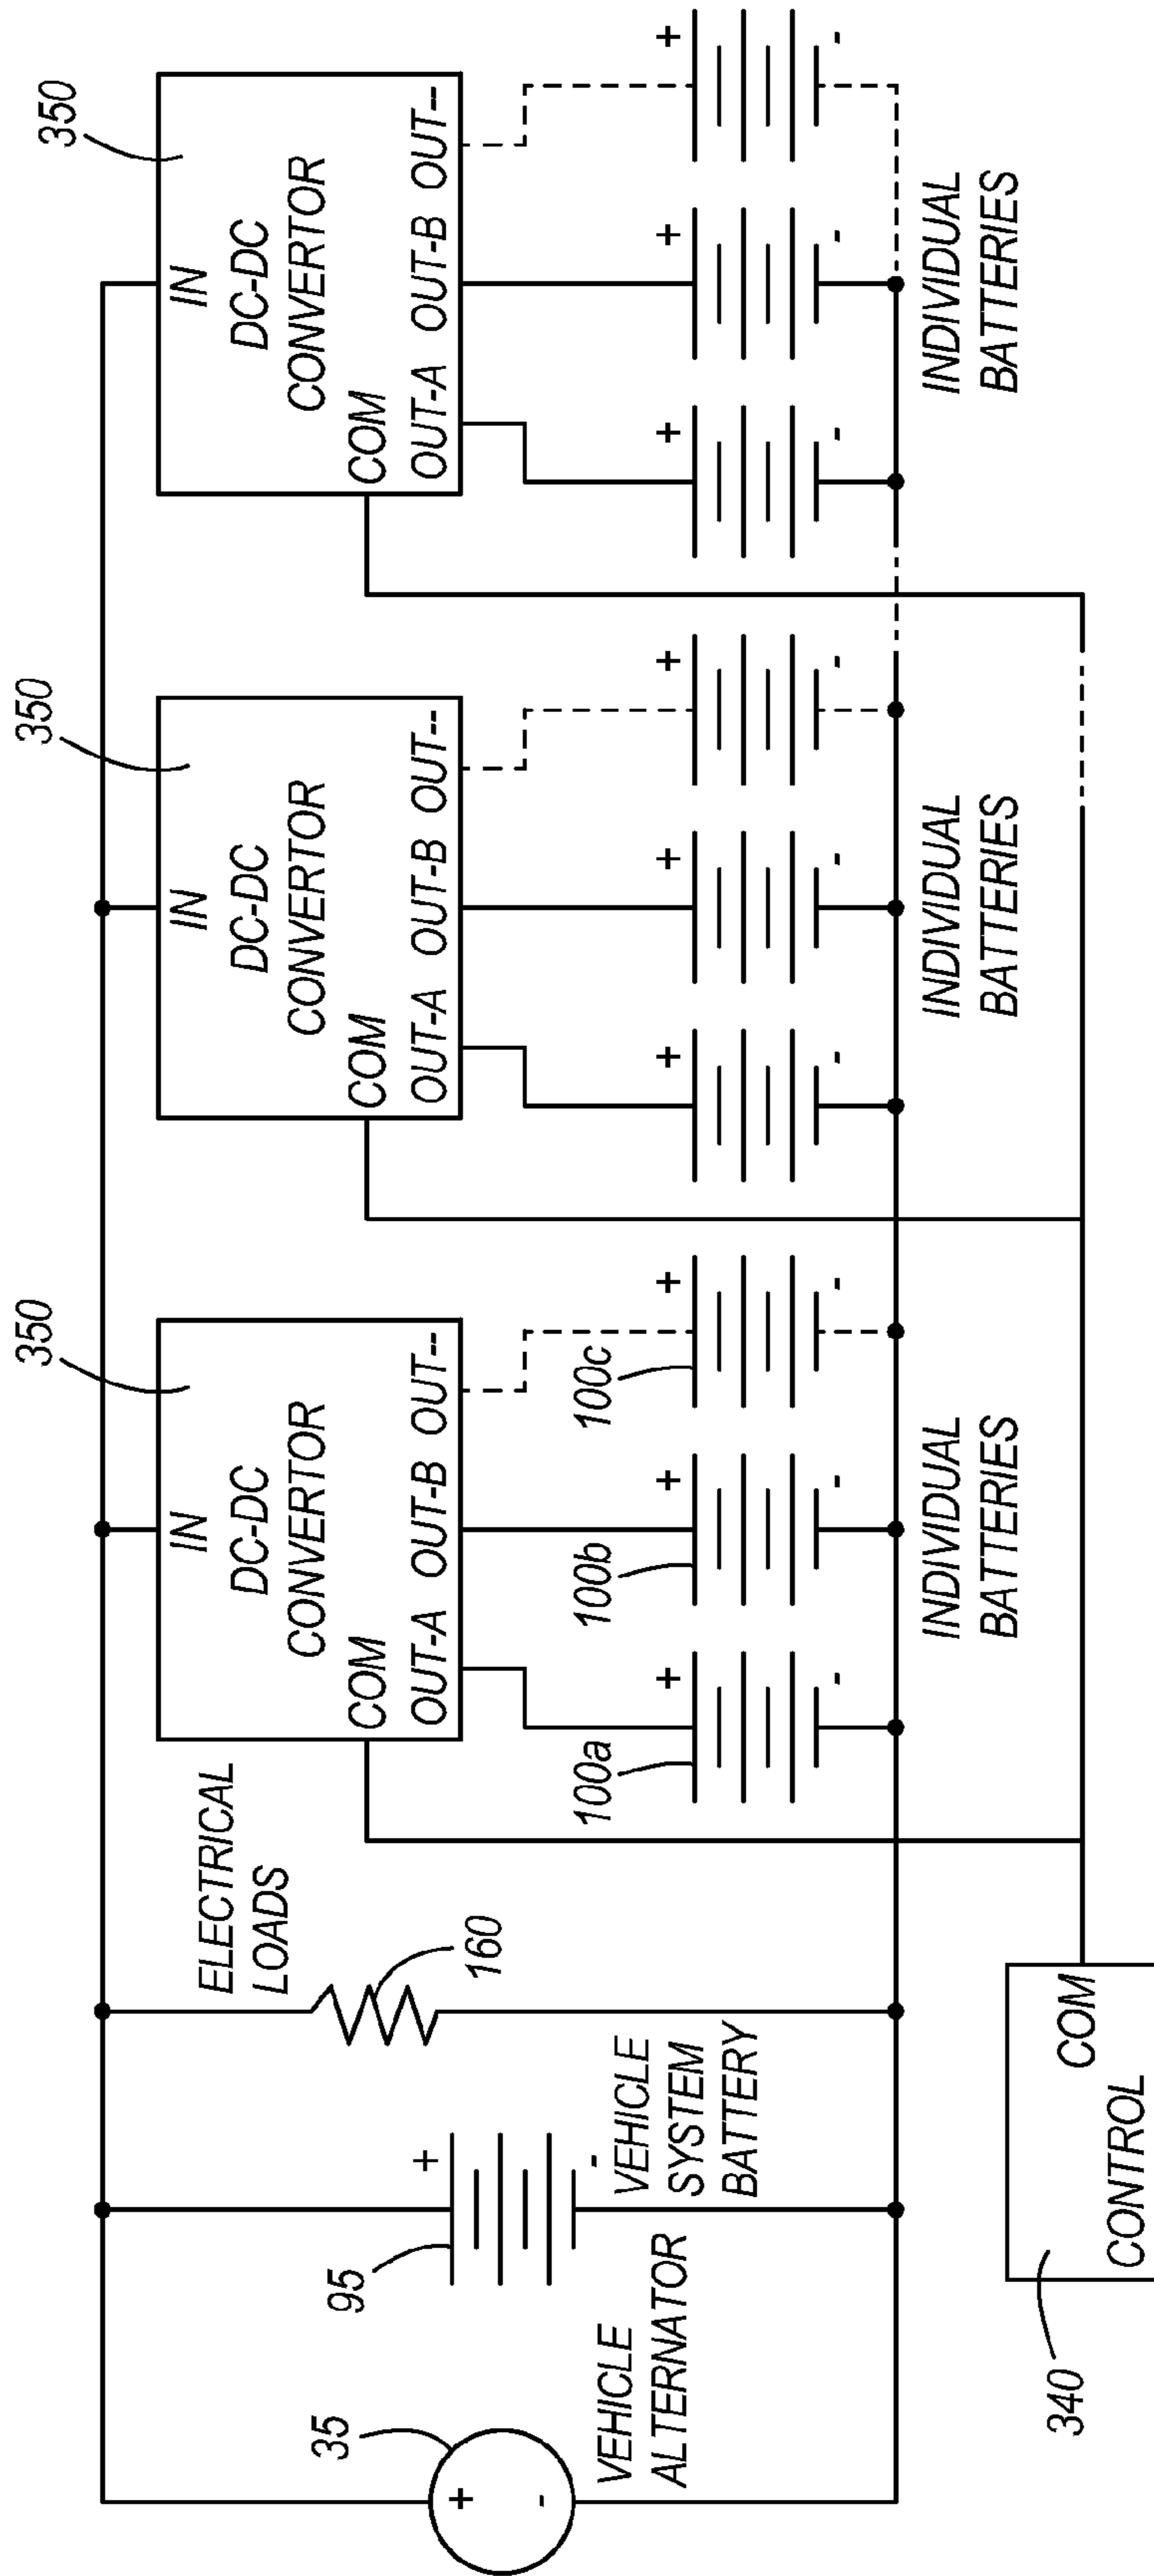 350
350
350
IN
DC-DC
CONVERTOR
COM
OUT-A OUT-B OUT--
IN
DC-DC
CONVERTOR
COM
OUT-A OUT-B OUT--
IN
DC-DC
CONVERTOR
COM
OUT-A OUT-B OUT--
ELECTRICAL
LOADS
160
95
+
-
VEHICLE
SYSTEM
BATTERY
35
+
-
VEHICLE
ALTERNATOR
100a
100b
100c
+ + + + + + + + +
- - - - - - - - -
INDIVIDUAL
BATTERIES
INDIVIDUAL
BATTERIES
INDIVIDUAL
BATTERIES
COM
CONTROL
340